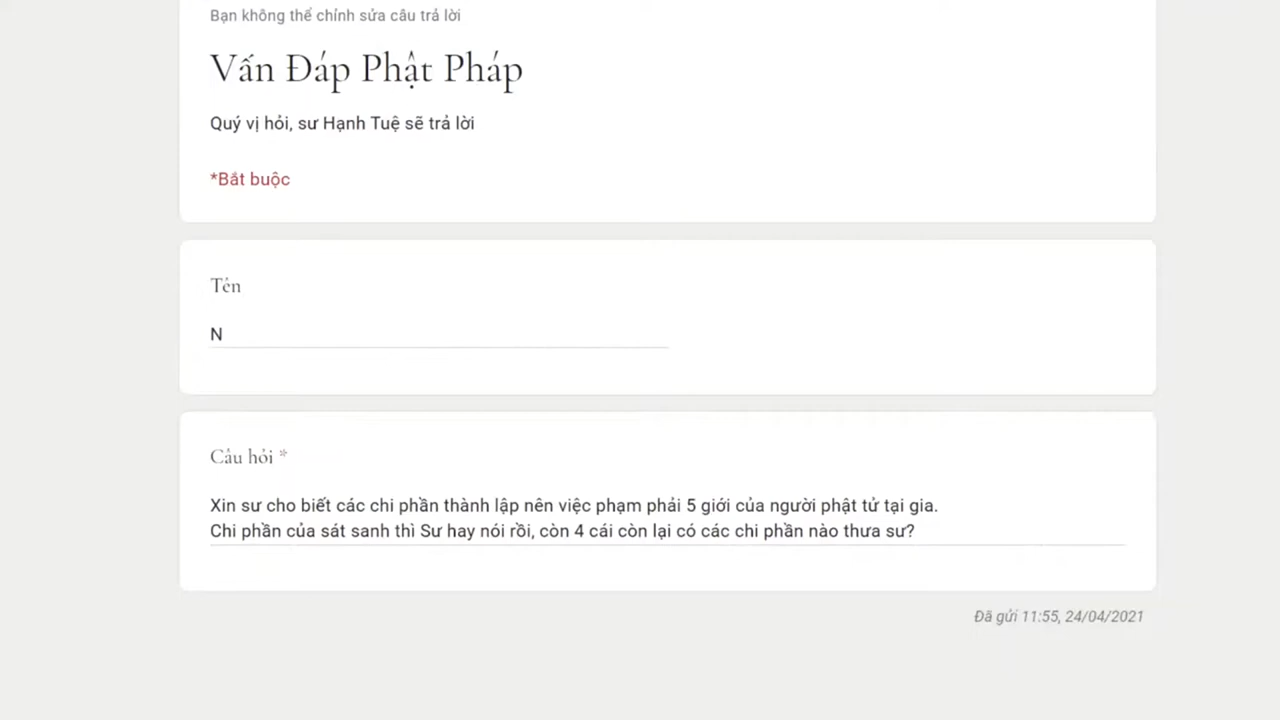 Bạn không thể chỉnh sửa câu trả lời
Vấn Đáp Phật Pháp
Quý vị hỏi, sư Hạnh Tuệ sẽ trả lời
*Bắt buộc
Tên
N
Câu hỏi *
Xin sư cho biết các chi phần thành lập nên việc phạm phải 5 giới của người phật tử tại gia.
Chi phần của sát sanh thì Sư hay nói rồi, còn 4 cái còn lại có các chi phần nào thưa sư?
Đã gửi 11:55, 24/04/2021